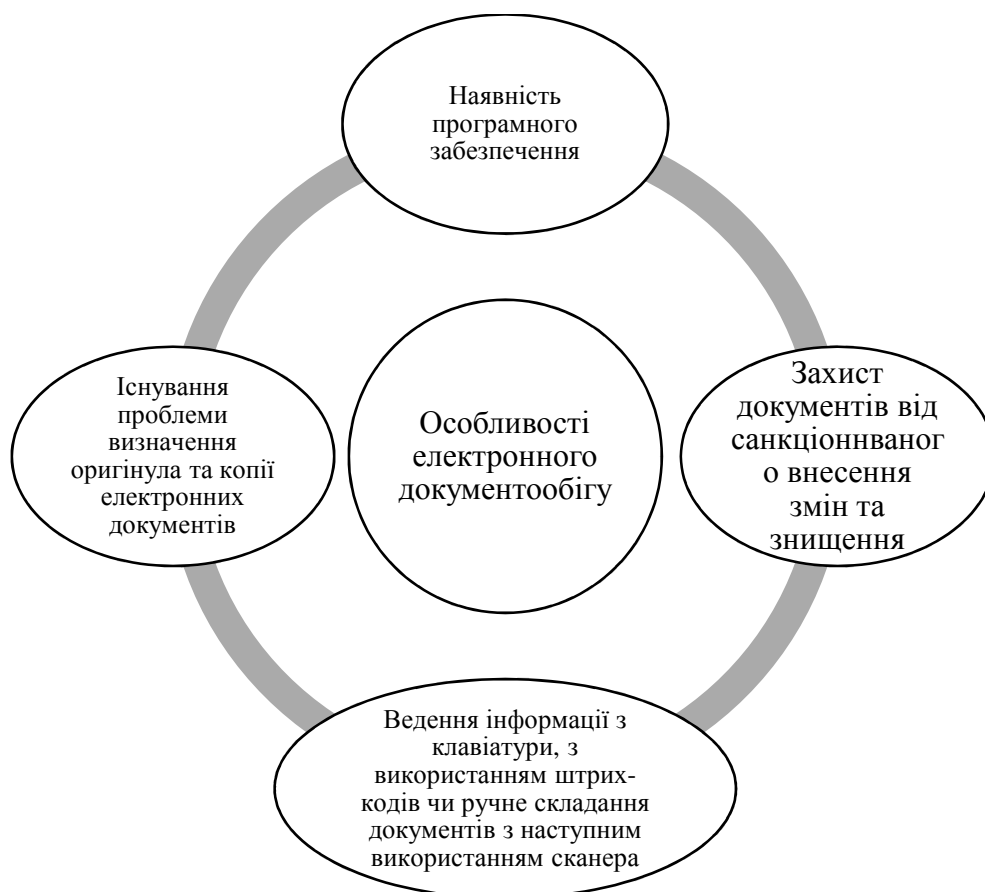 Наявність
програмного
забезпечення
Існування
проблеми
визначення
оригінула та копії
електронних
документів
Особливості
електронного
документообігу
Захист
документів від
санкціоннваног
о внесення
змін та
знищення
Ведення інформації з
клавіатури, з
використанням штрих-
кодів чи ручне складання
документів з наступним
використанням сканера